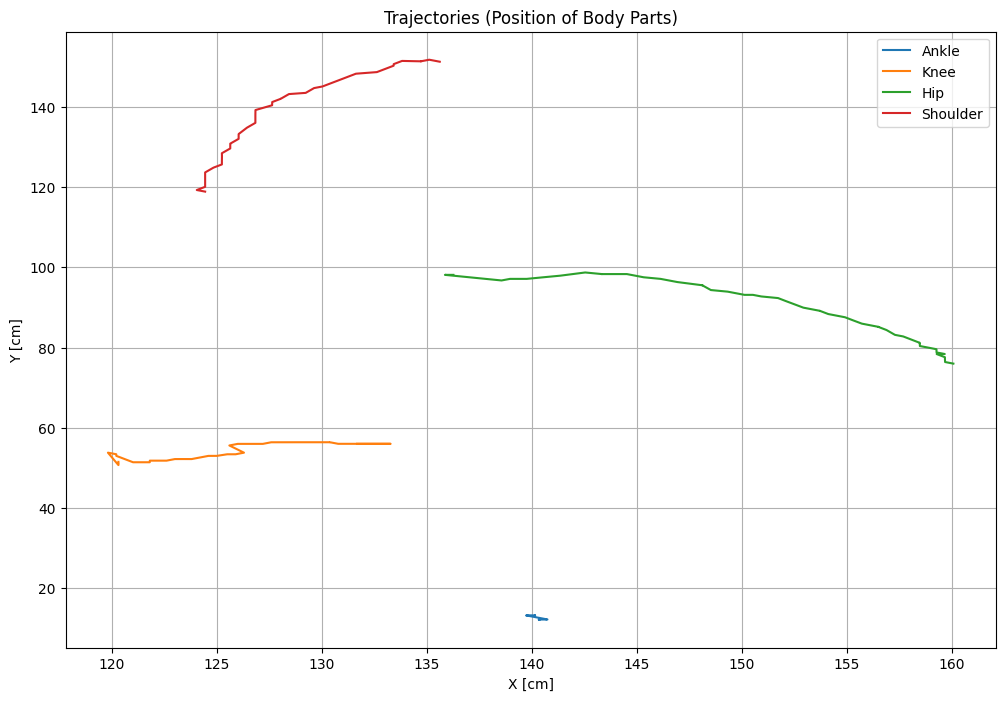 Trajectories (Position of Body Parts)
Ankle
Knee
Hip
Shoulder
Y [cm]
140
120
100
80
60
40
20
120 125 130 135 140 145 150 155 160
X [cm]